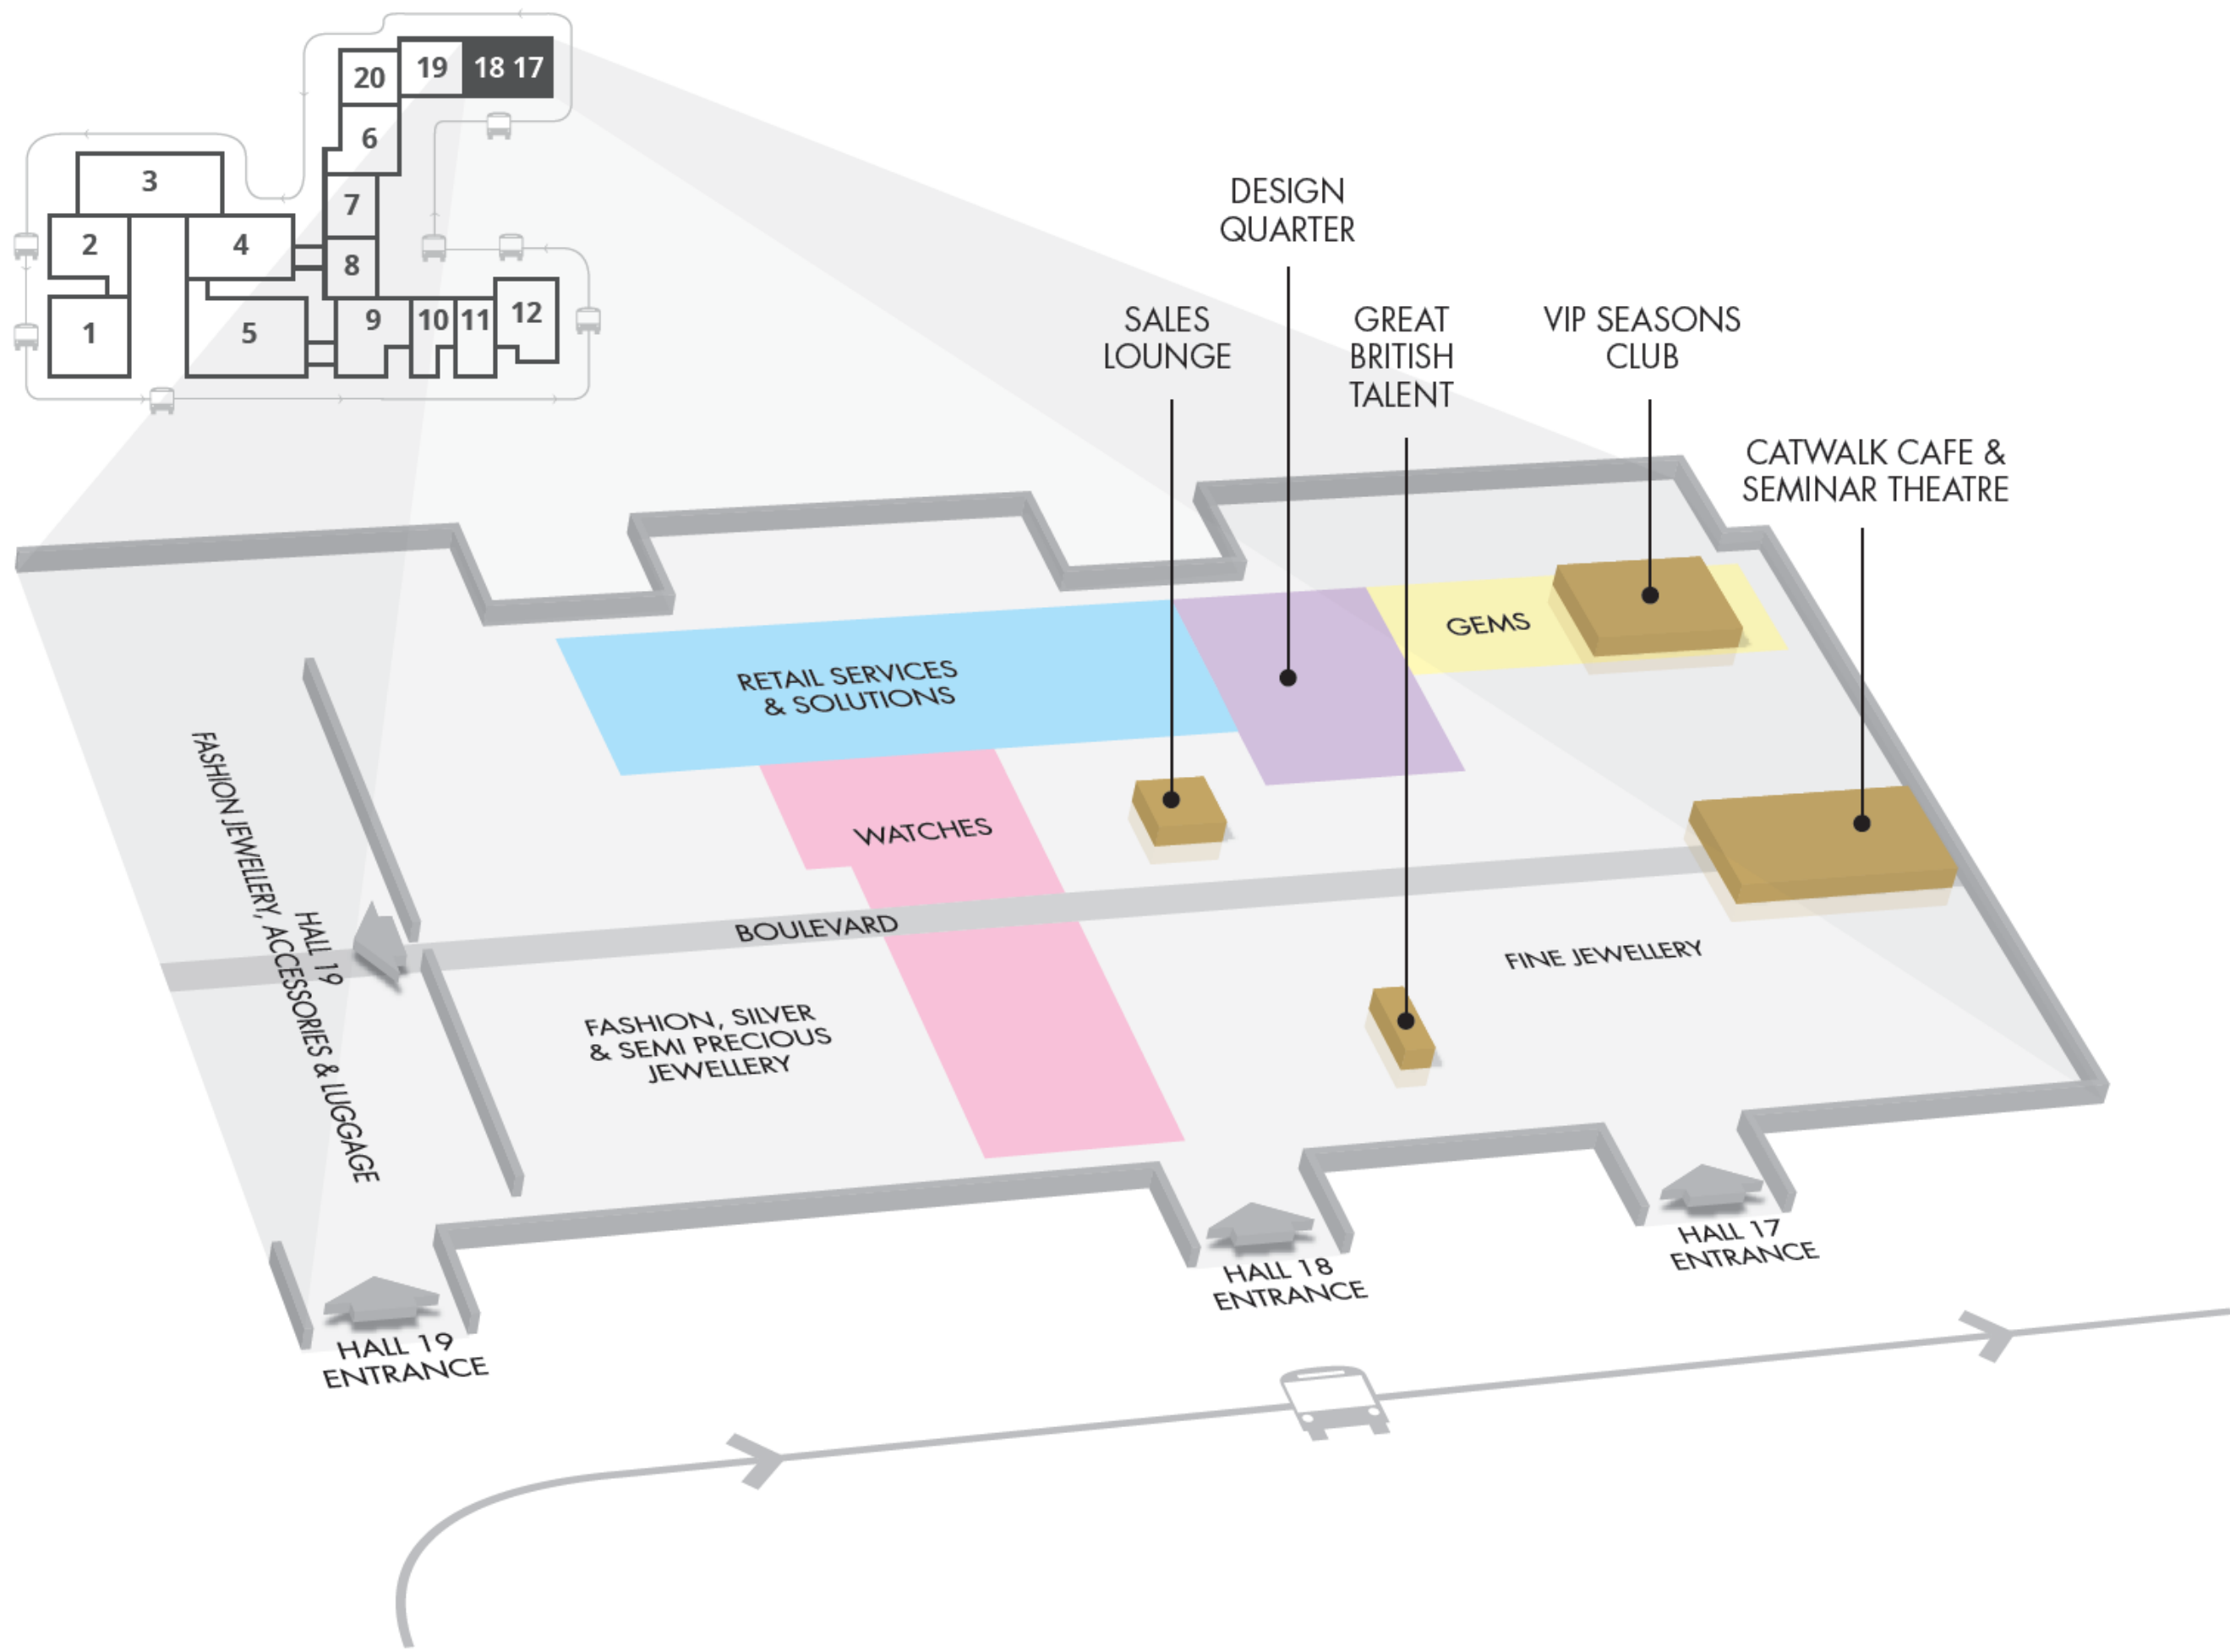 19
18 17
20
6
3
7
2
4
8
1
5
9
10
11
12
DESIGN
QUARTER
SALES
LOUNGE
GREAT
BRITISH
TALENT
VIP SEASONS
CLUB
CATWALK CAFE &
SEMINAR THEATRE
GEMS
RETAIL SERVICES
& SOLUTIONS
WATCHES
BOULEVARD
FINE JEWELLERY
FASHION, SILVER
& SEMI PRECIOUS
JEWELLERY
HALL 19
FASHION JEWELLERY, ACCESSORIES & LUGGAGE
HALL 17
ENTRANCE
HALL 18
ENTRANCE
HALL 19
ENTRANCE